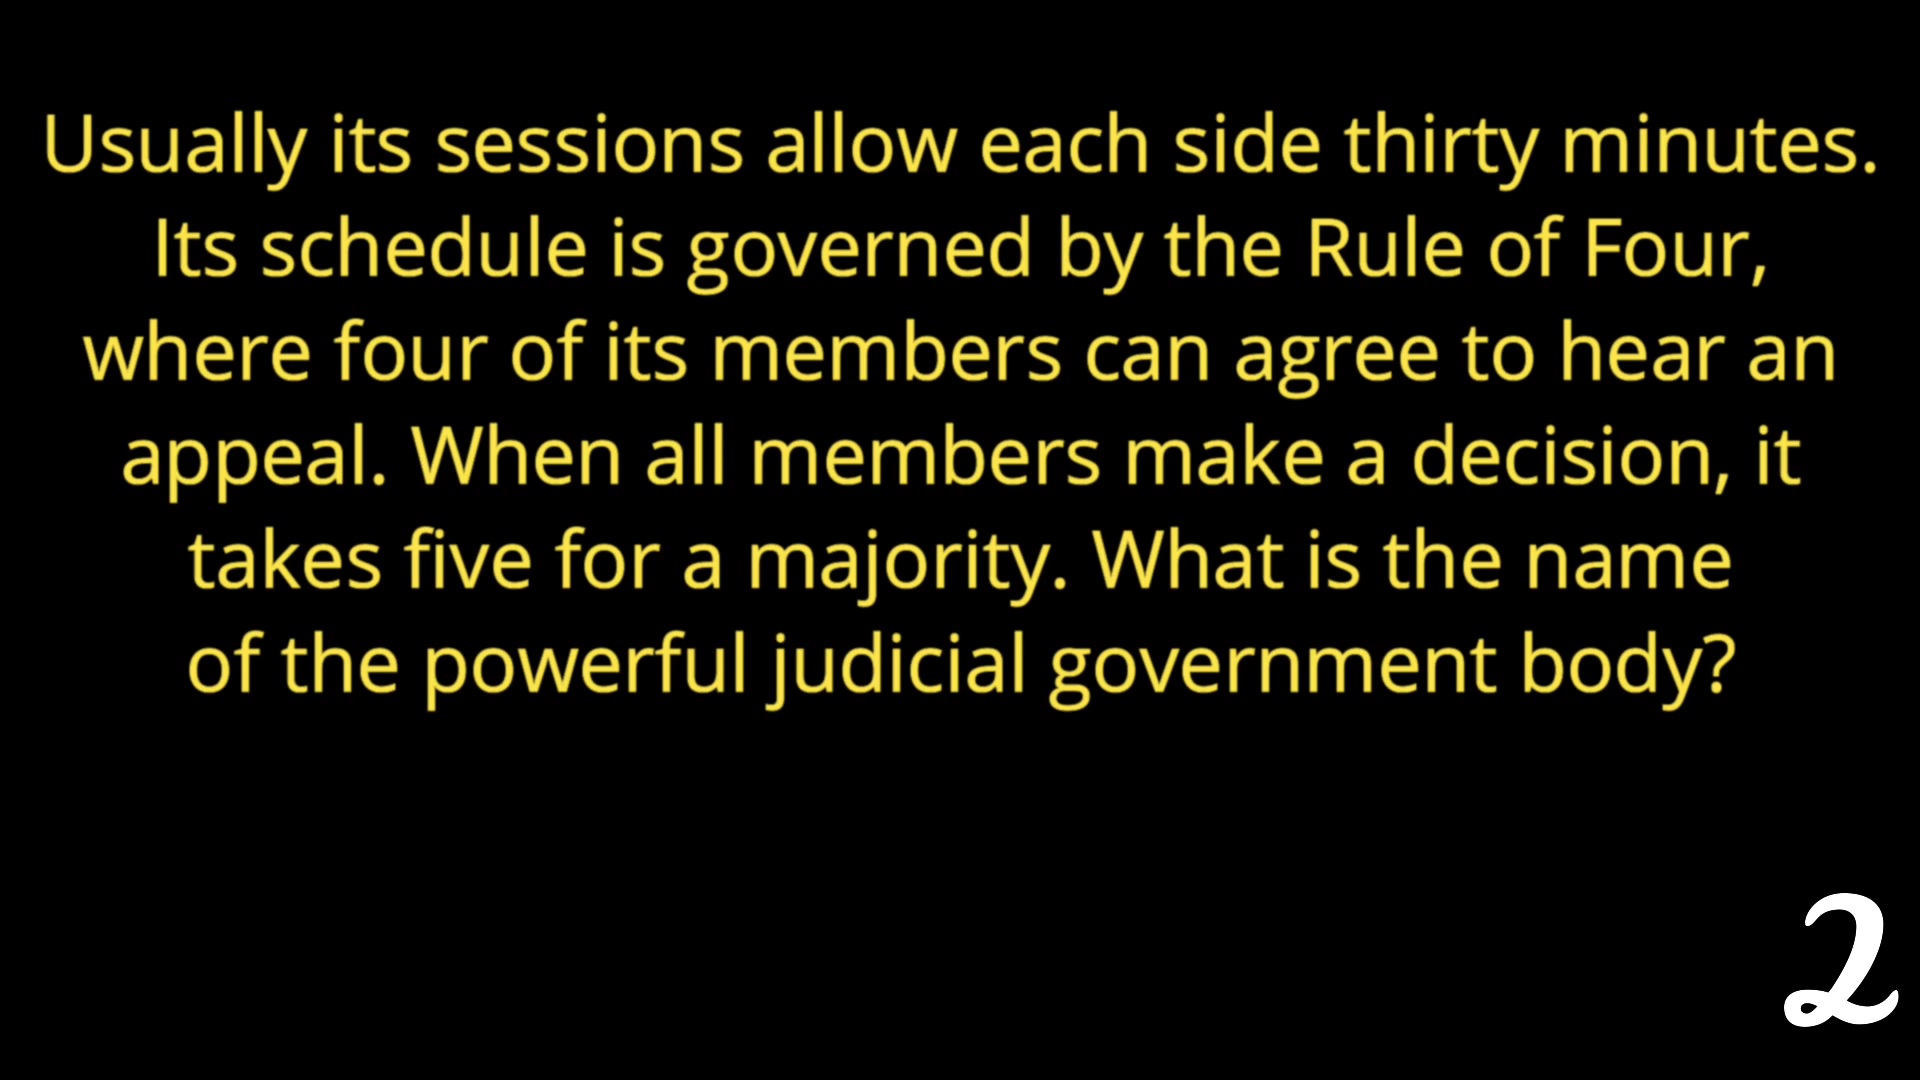 Usually its sessions allow each side thirty minutes.
Its schedule is governed by the Rule of Four,
where four of its members can agree to hear an
appeal. When all members make a decision, it
takes five for a majority. What is the name
of the powerful judicial government body?
2